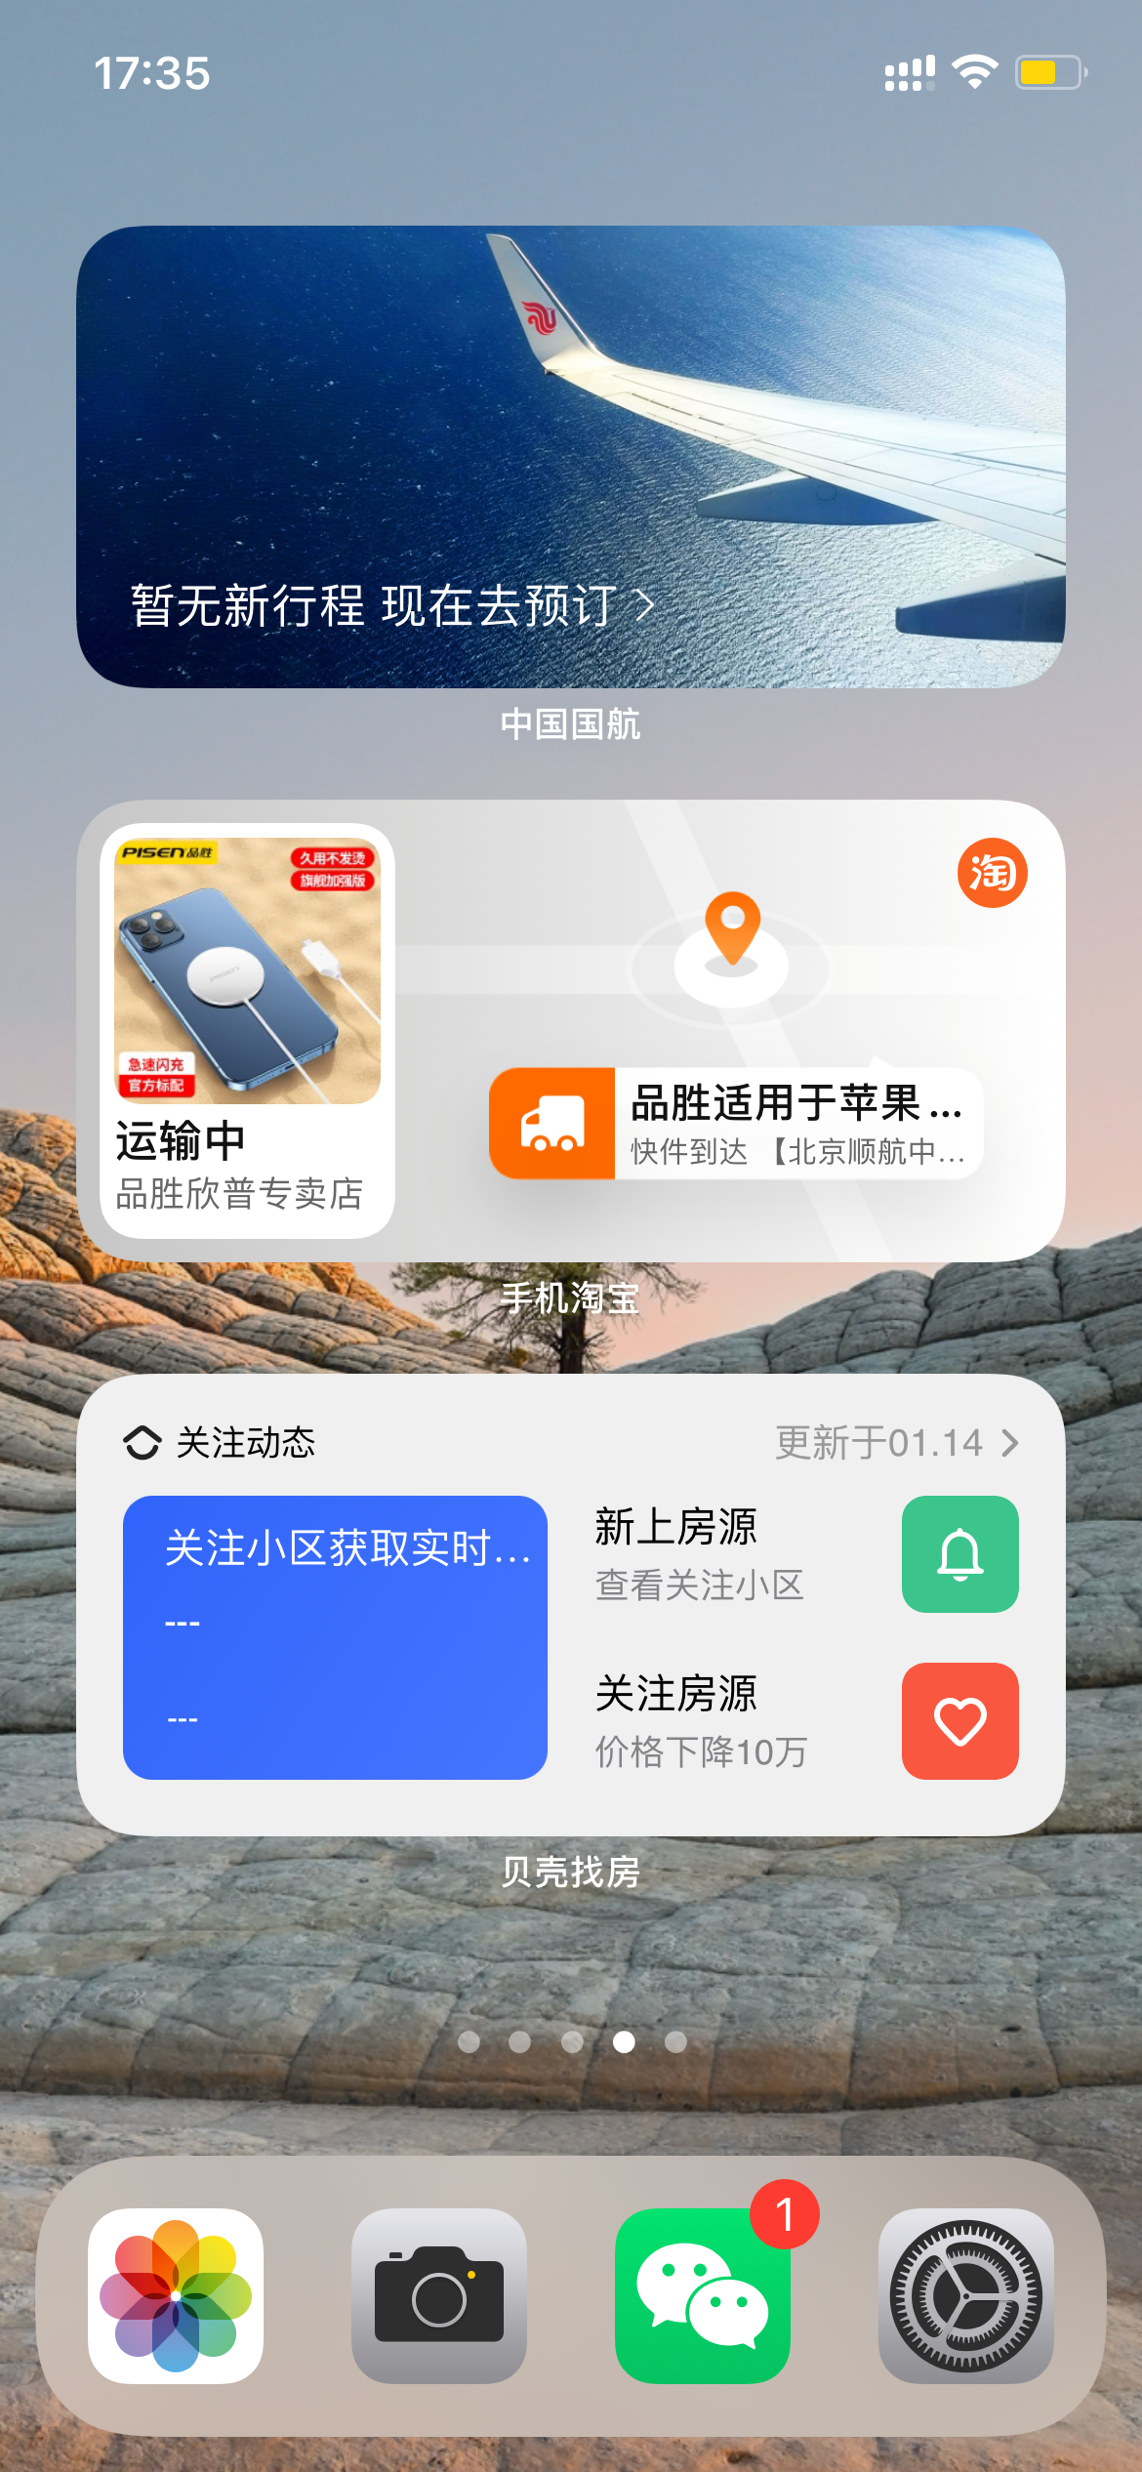 17:35
暂无新行程 现在去预订
中国国航
PISEN品胜
久用不发烫
旗舰加强版
急速闪充
官方标配
运输中
品胜欣普专卖店
淘
品胜适用于苹果...
快件到达 【北京顺航中...
手机淘宝
关注动态
更新于01.14
关注小区获取实时...
---
---
新上房源
查看关注小区
关注房源
价格下降10万
贝壳找房
1